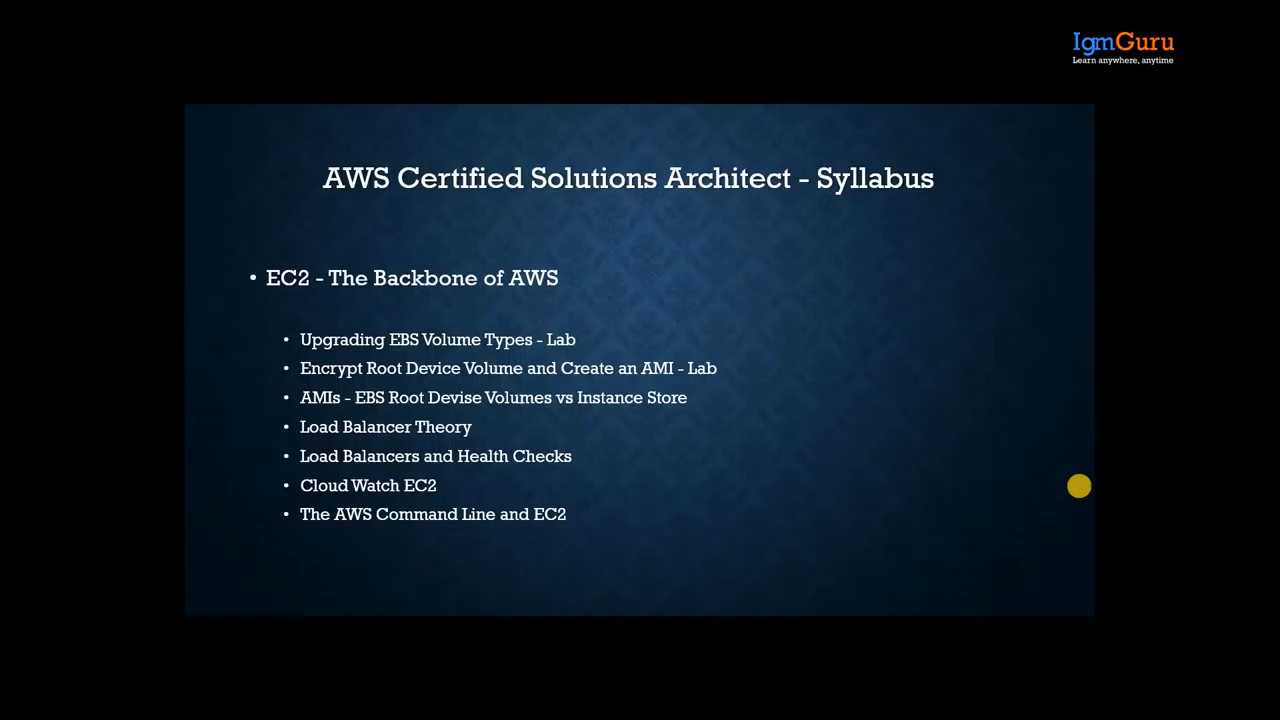 IgmGuru
Learn anywhere, anytime
AWS Certified Solutions Architect - Syllabus
• EC2 - The Backbone of AWS
• Upgrading EBS Volume Types - Lab
• Encrypt Root Device Volume and Create an AMI - Lab
• AMIs - EBS Root Devise Volumes vs Instance Store
• Load Balancer Theory
• Load Balancers and Health Checks
• Cloud Watch EC2
• The AWS Command Line and EC2